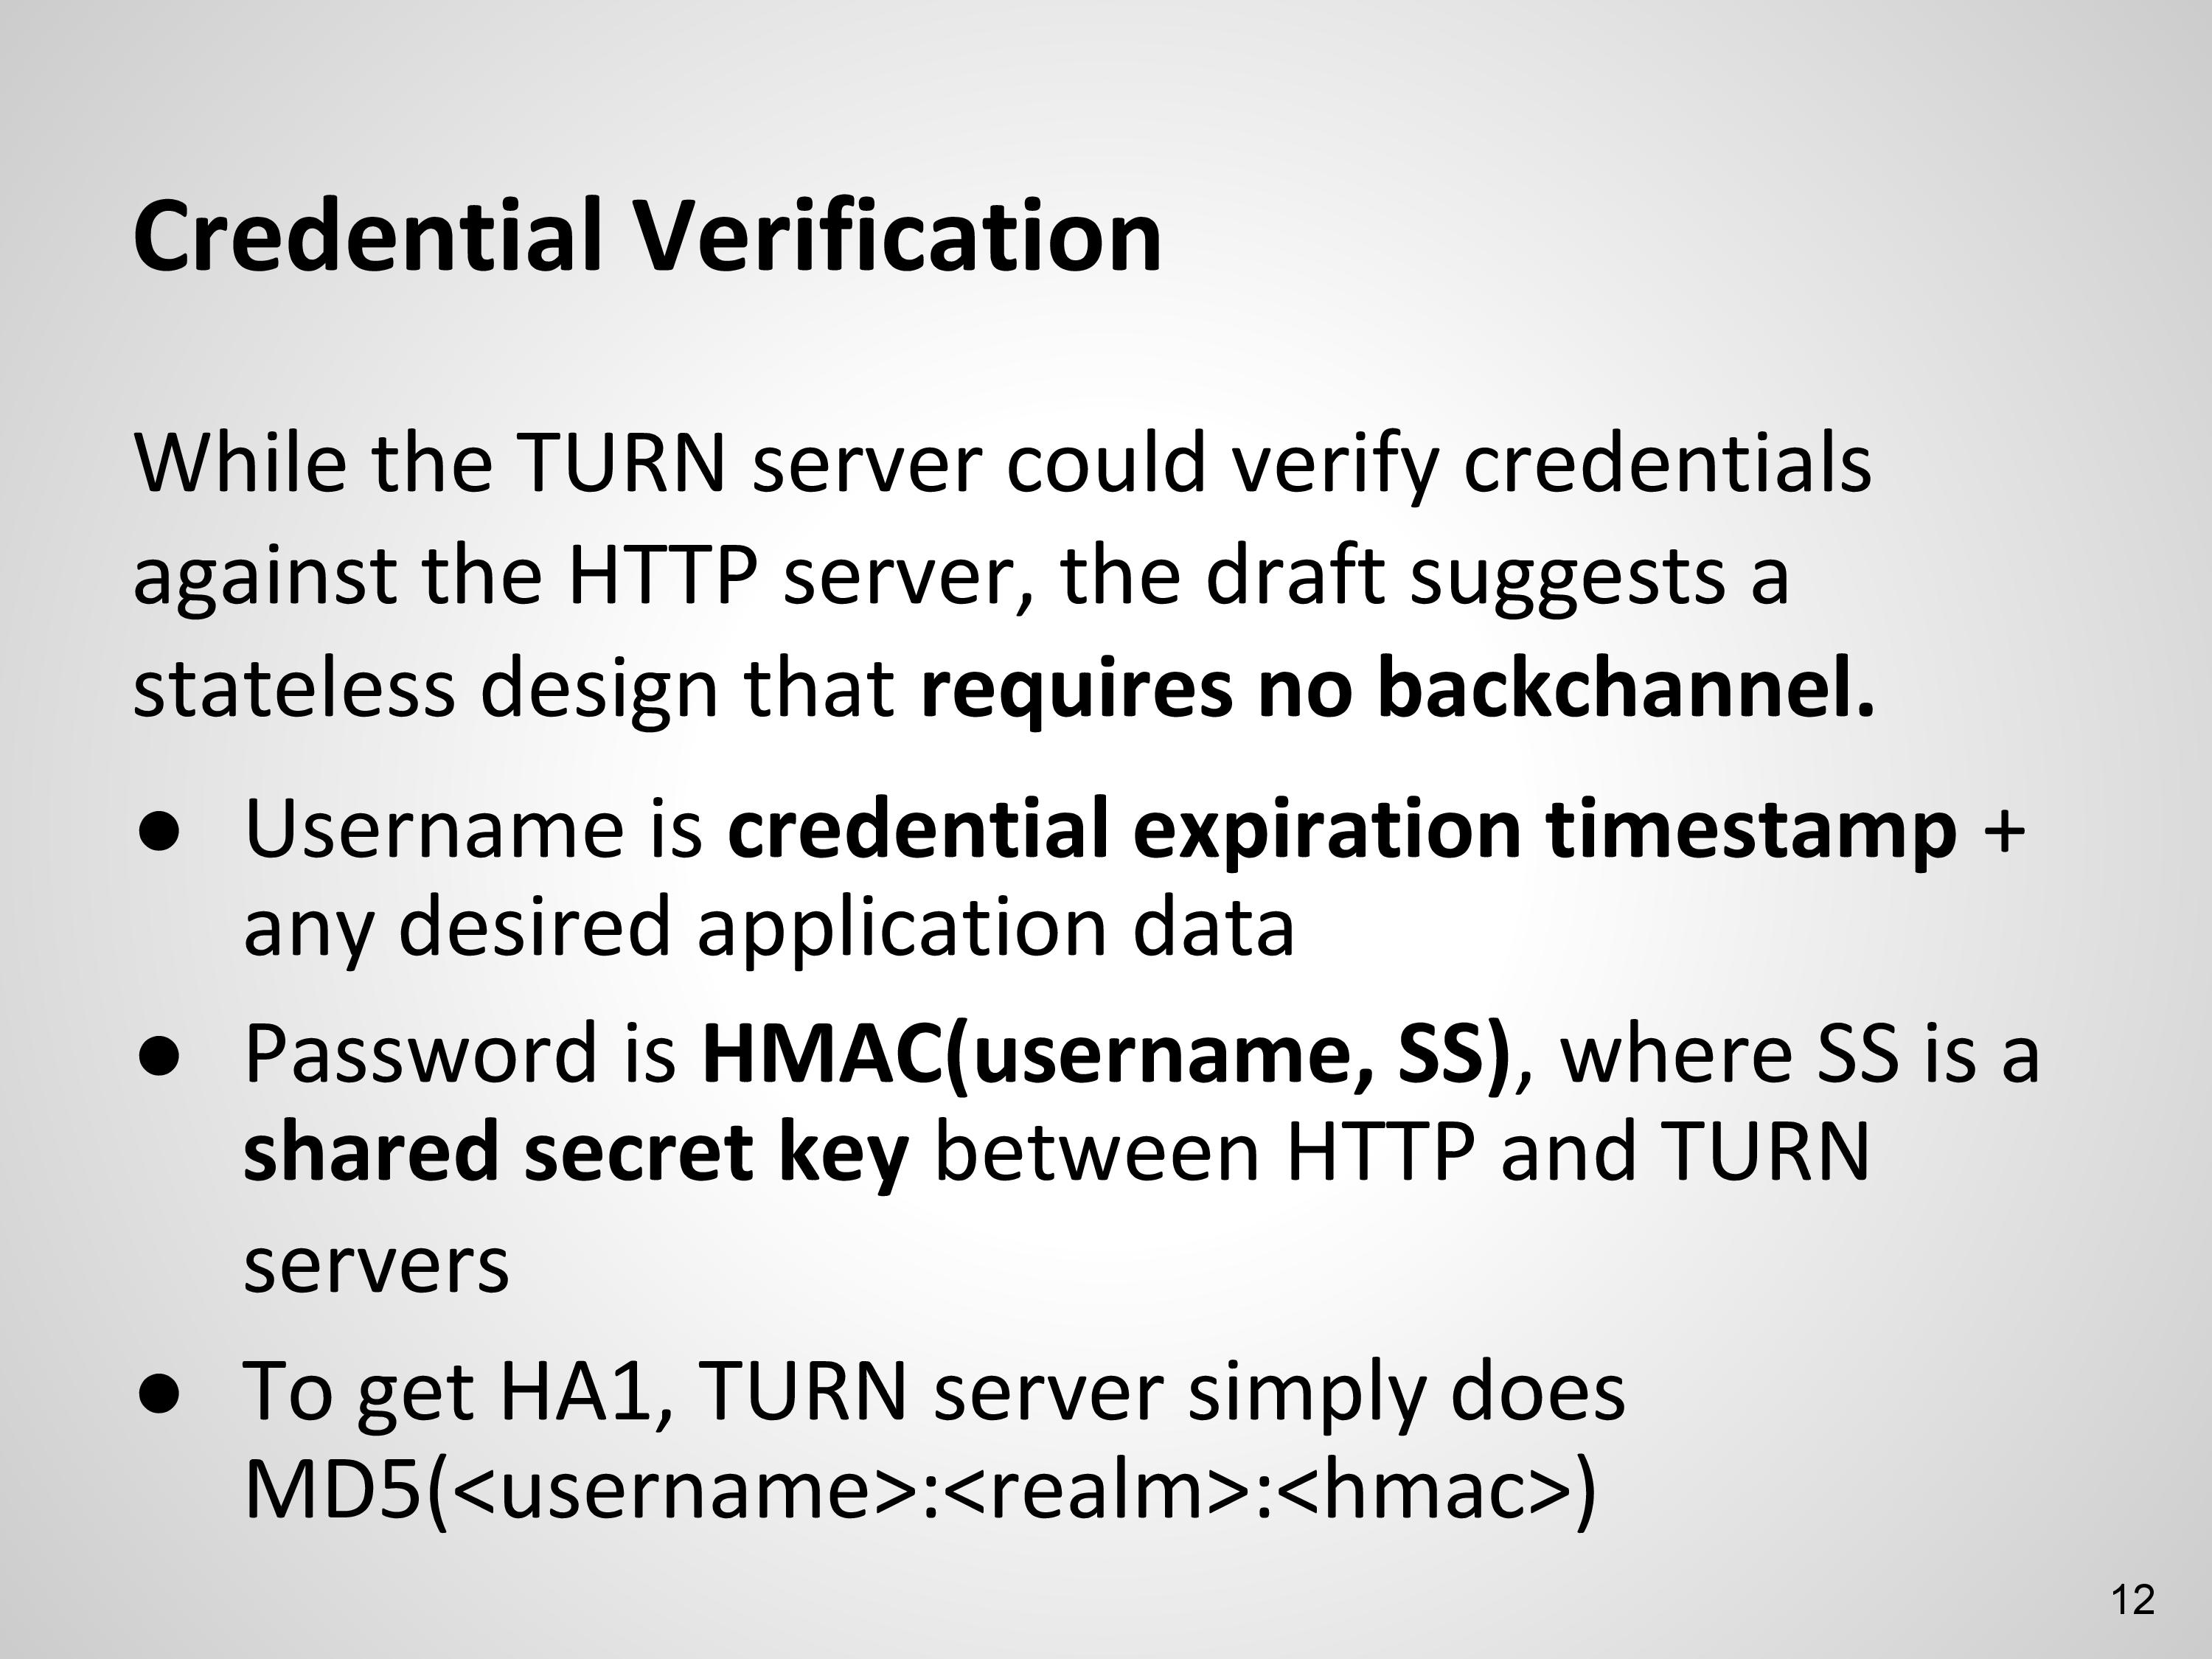 Credential Verification
While the TURN server could verify credentials
against the HTTP server, the draft suggests a
stateless design that requires no backchannel.
● Username is credential expiration timestamp +
any desired application data
● Password is HMAC(username, SS), where SS is a
shared secret key between HTTP and TURN
servers
● To get HA1, TURN server simply does
MD5(<username>:<realm>:<hmac>)
12